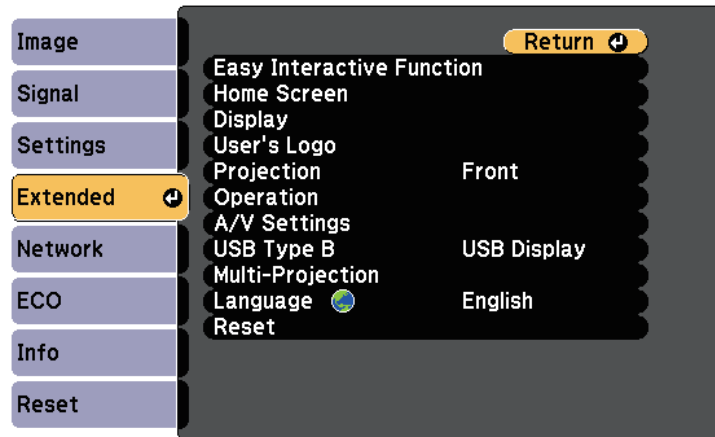 Image
Signal
Settings
Extended
Network
ECO
Info
Reset
Return
Easy Interactive Function
Home Screen
Display
User's Logo
Projection Front
Operation
A/V Settings
USB Type B USB Display
Multi-Projection
Language English
Reset